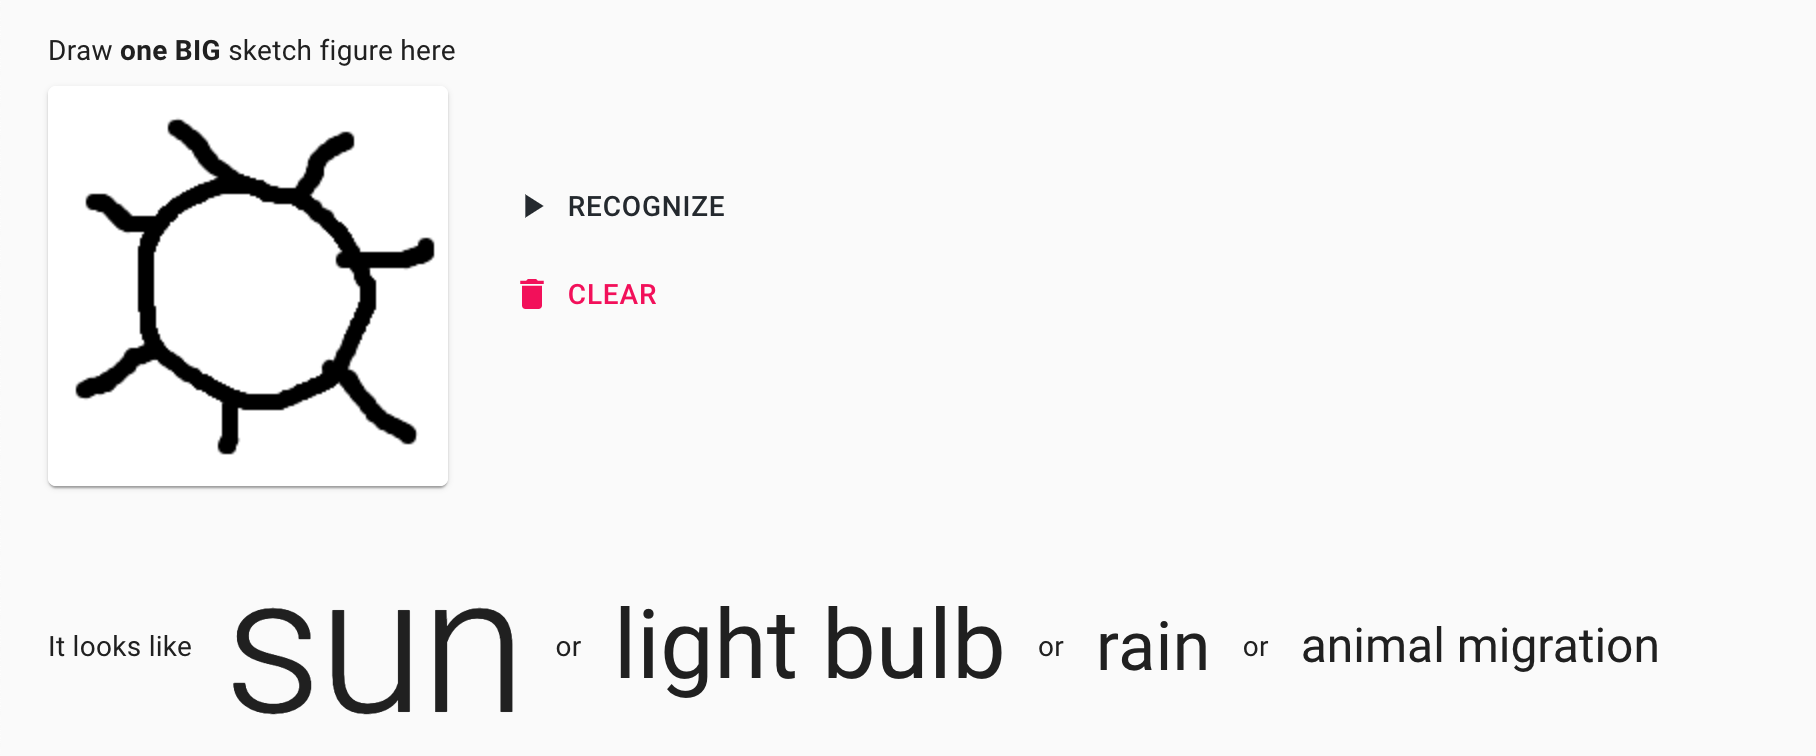 Draw one BIG sketch figure here
RECOGNIZE
CLEAR
It looks like sun or light bulb or rain or animal migration